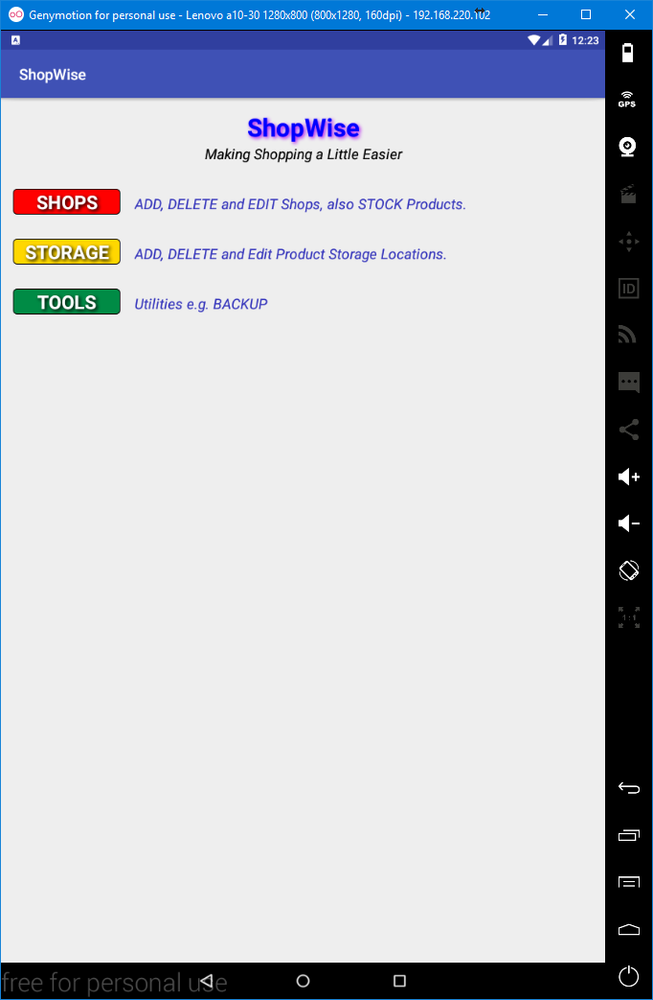 Genymotion for personal use - Lenovo a10-30 1280x800 (800x1280, 160dpi) - 192.168.220.102
A 12:23
ShopWise
GPS
ShopWise
Making Shopping a Little Easier
SHOPS ADD, DELETE and EDIT Shops, also STOCK Products.
STORAGE ADD, DELETE and Edit Product Storage Locations.
ID
TOOLS Utilities e.g. BACKUP
1:1
free for personal use